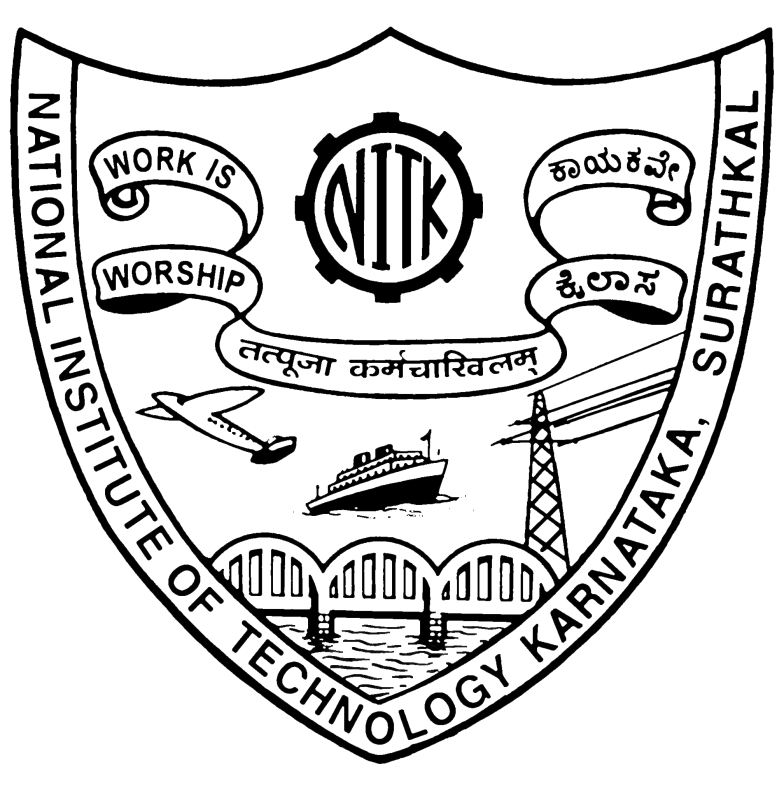 NATIONAL INSTITUTE OF TECHNOLOGY KARNATAKA, SURATHKAL
NITK
WORK IS
WORSHIP
ಕಾಯಕವೇ
ಕೈಲಾಸ
तत्पूजा कर्मचारिवलम्